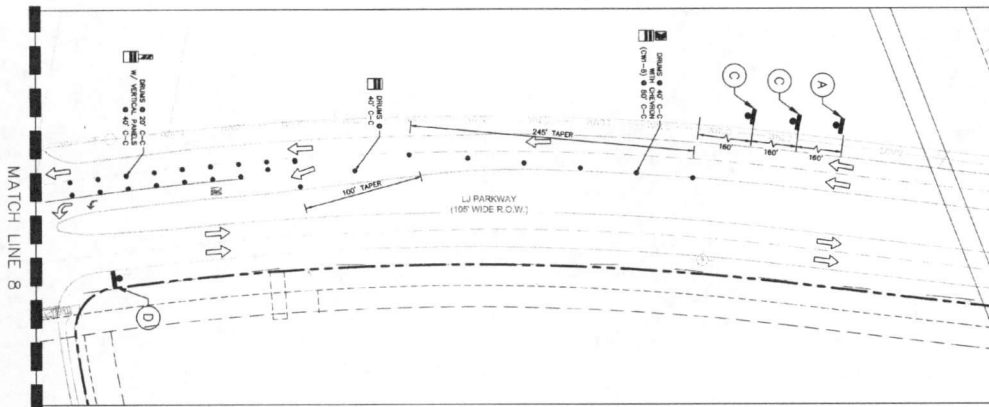 MATCH LINE 8
DRUMS @ 20' C-C
W/ VERTICAL PANELS
@ 40' C-C
DRUMS @
40' C-C
DRUMS @ 40' C-C
WITH CHEVRON
(CW1-8) @ 80' C-C
C
C
A
160'
160'
160'
245' TAPER
100' TAPER
LJ PARKWAY
(105' WIDE R.O.W.)
D